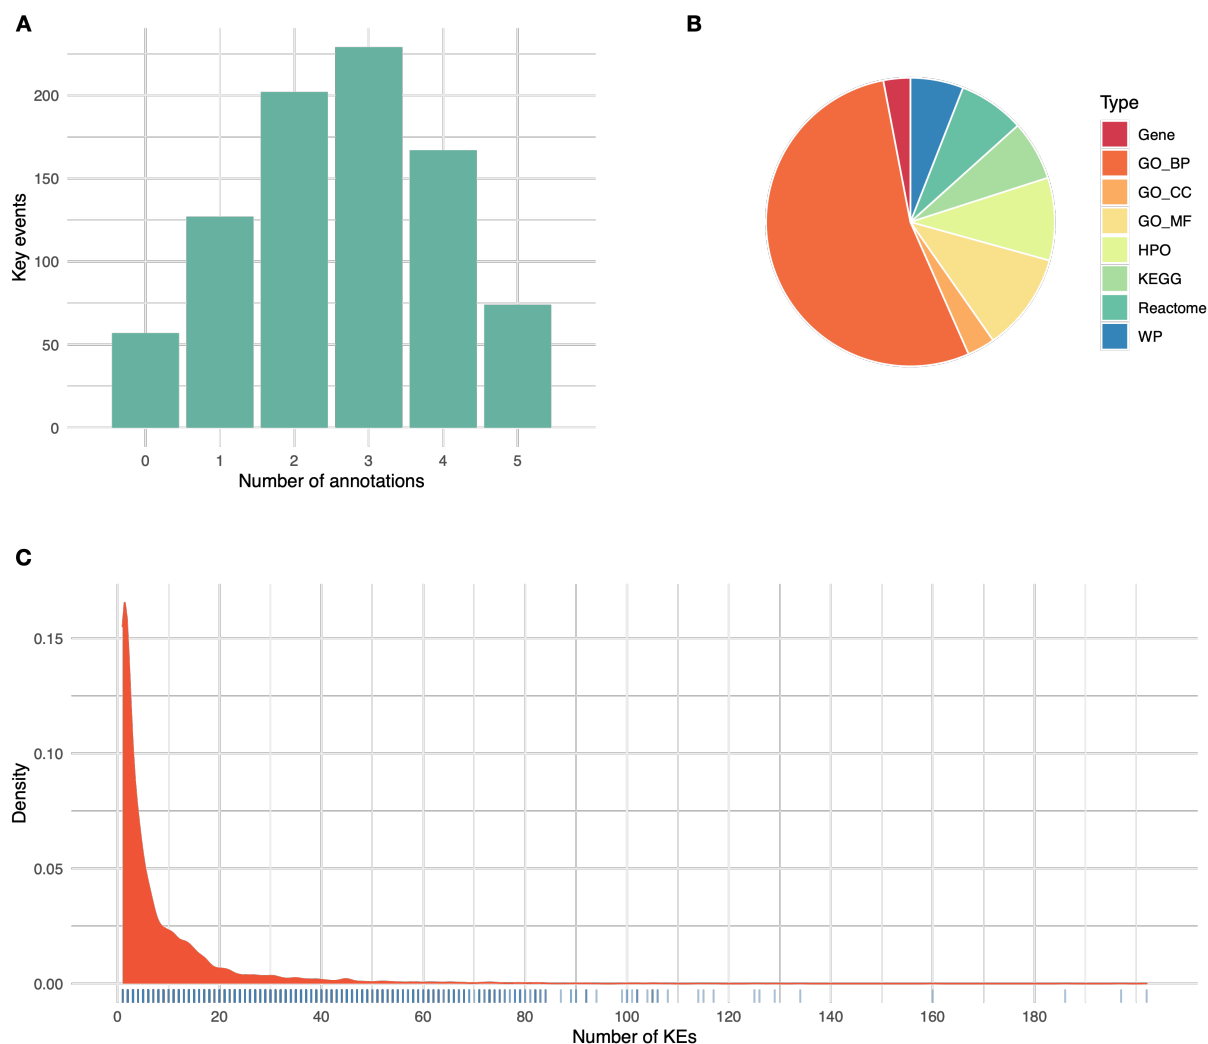 A
B
Key events
200
150
100
50
0
0 1 2 3 4 5
Number of annotations
Type
Gene
GO_BP
GO_CC
GO_MF
HPO
KEGG
Reactome
WP
C
Density
0.15
0.10
0.05
0.00
0 20 40 60 80 100 120 140 160 180
Number of KEs